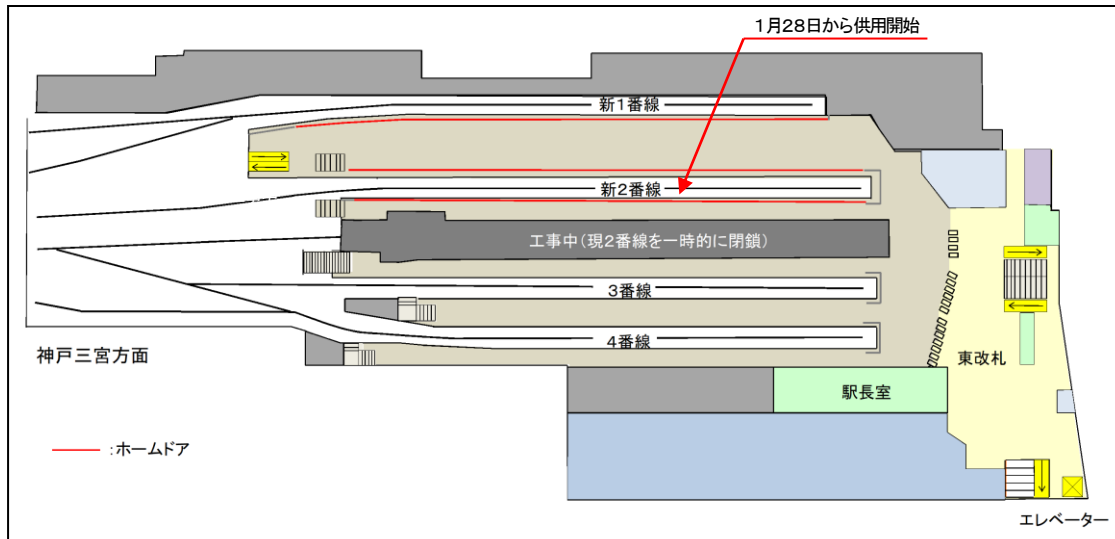 1月28日から供用開始
新1番線
新2番線
工事中(現2番線を一時的に閉鎖)
3番線
4番線
神戸三宮方面
東改札
駅長室
:ホームドア
エレベーター